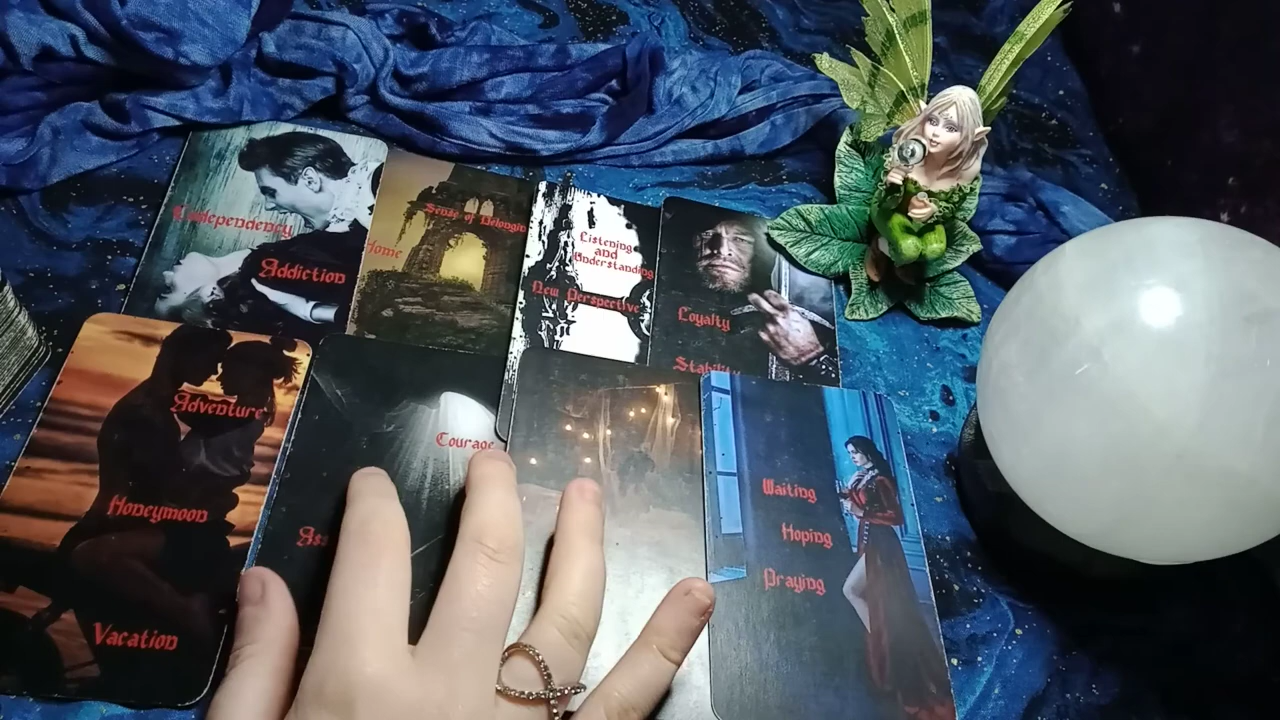 Codependency
Addiction
Sense of Belongin
Home
Listening
and
Understanding
New Perspective
Loyalty
Stability
Adventure
Honeymoon
Vacation
Courage
Waiting
Hoping
Praying